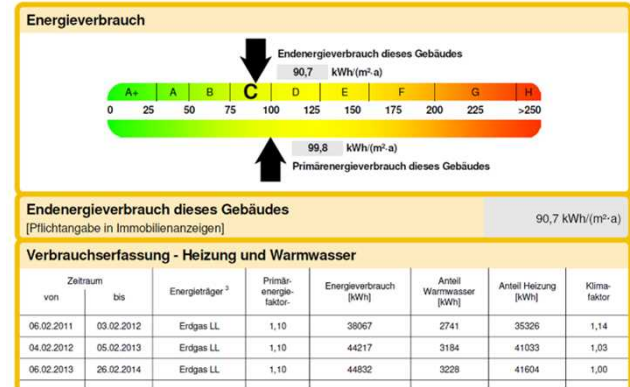 Energieverbrauch
Endenergieverbrauch dieses Gebäudes
90,7 kWh/(m²·a)
A+ A B C D E F G H
0 25 50 75 100 125 150 175 200 225 >250
99,8 kWh/(m²·a)
Primärenergieverbrauch dieses Gebäudes
Endenergieverbrauch dieses Gebäudes
[Pflichtangabe in Immobilienanzeigen]
90,7 kWh/(m²·a)
Verbrauchserfassung - Heizung und Warmwasser
Zeitraum
von bis
Energieträger ³
Primär-
energie-
faktor-
Energieverbrauch
[kWh]
Anteil
Warmwasser
[kWh]
Anteil Heizung
[kWh]
Klima-
faktor
06.02.2011 03.02.2012 Erdgas LL 1,10 38067 2741 35326 1,14
04.02.2012 05.02.2013 Erdgas LL 1,10 44217 3184 41033 1,03
06.02.2013 26.02.2014 Erdgas LL 1,10 44832 3228 41604 1,00